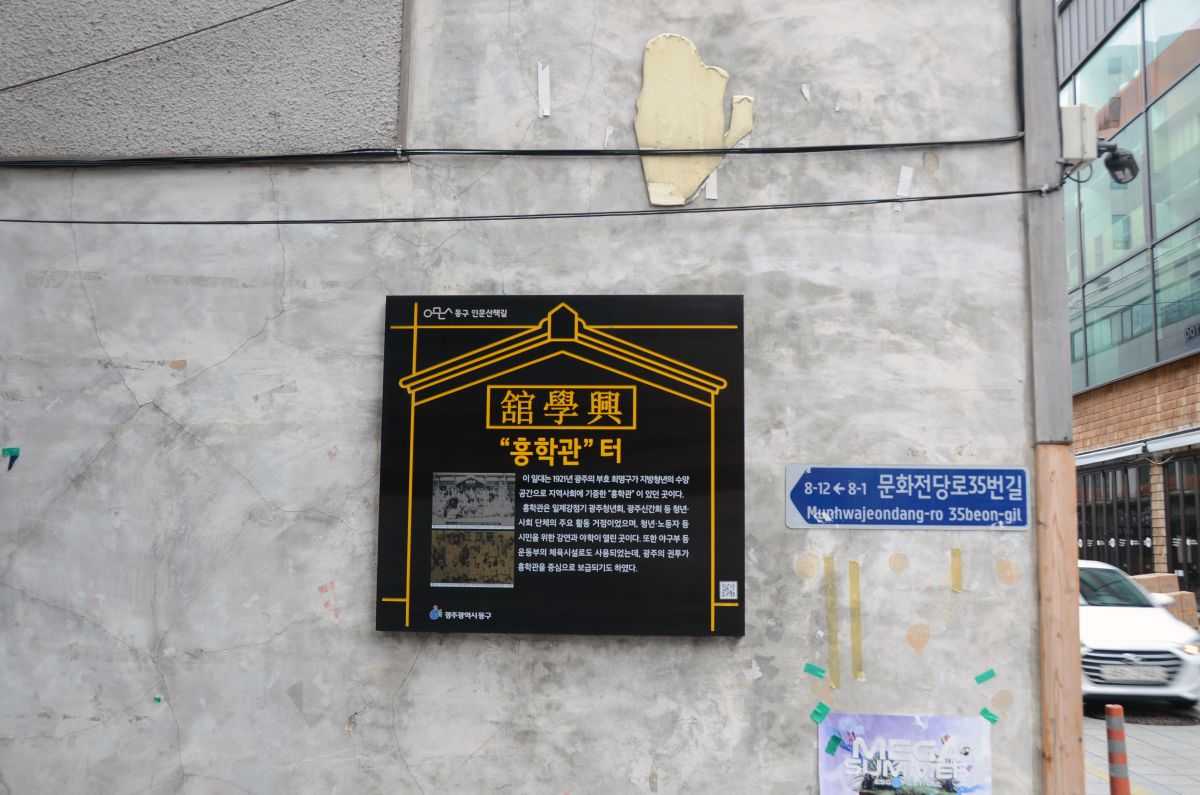 동구 인문산책길
舘學興
“흥학관” 터
이 일대는 1921년 광주의 부호 최명구가 지방청년의 수양
공간으로 지역사회에 기증한 “흥학관”이 있던 곳이다.
흥학관은 일제강점기 광주청년회, 광주신간회 등 청년·
사회 단체의 주요 활동 거점이었으며, 청년·노동자 등
시민을 위한 강연과 야학이 열린 곳이다. 또한 야구부 등
운동부의 체육시설로도 사용되었는데, 광주의 권투가
흥학관을 중심으로 보급되기도 하였다.
광주광역시 동구
8-12 ← 8-1 문화전당로35번길
Munhwajeondang-ro 35beon-gil
MEGA
SUMMER